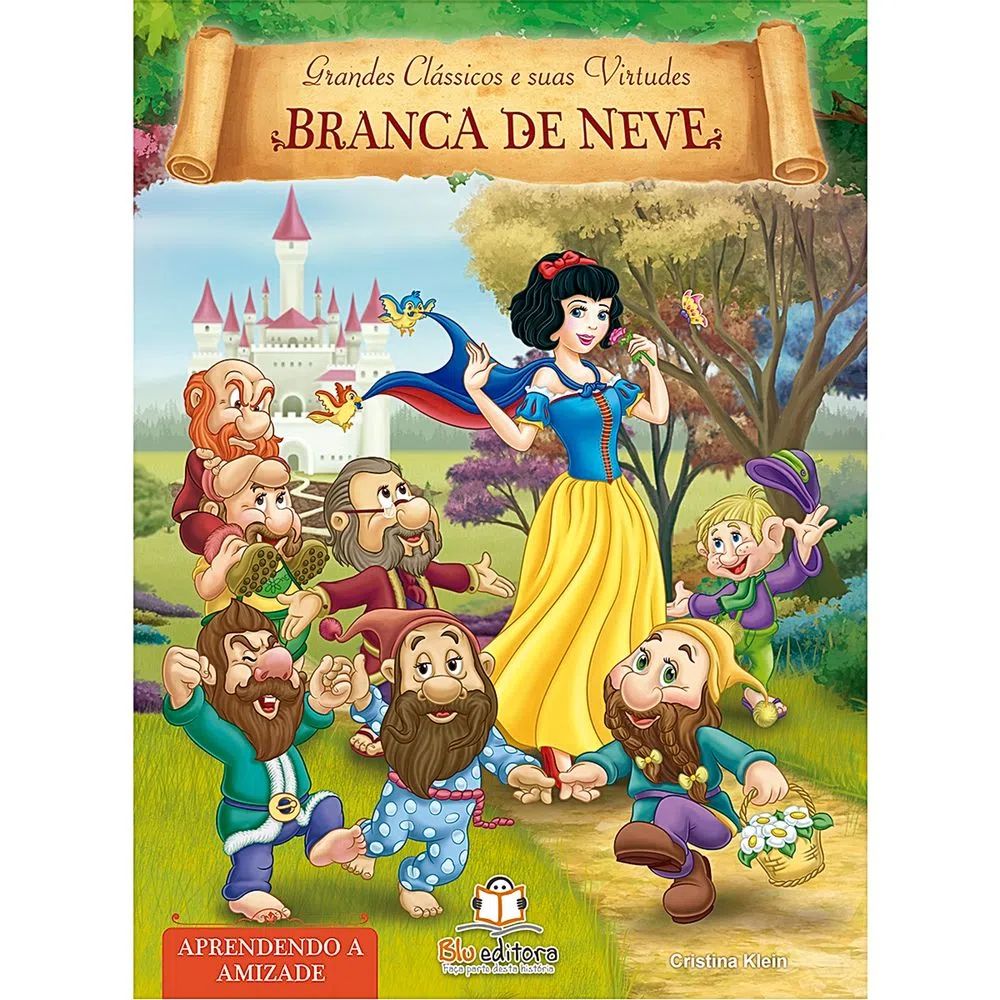 Grandes Clássicos e suas Virtudes
BRANCA DE NEVE
APRENDENDO A
AMIZADE
Blu editora
Faça parte desta história
Cristina Klein